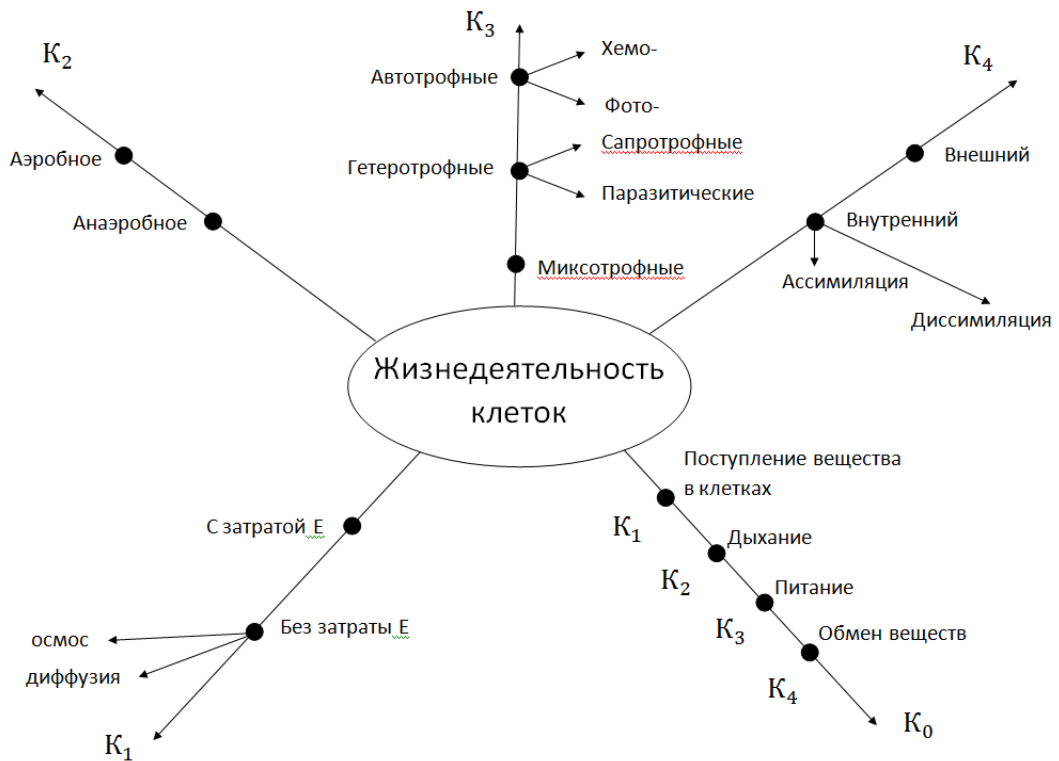 К3
Хемо-
К2
К4
Автотрофные
Фото-
Аэробное
Сапротрофные
Внешний
Гетеротрофные
Паразитические
Анаэробное
Внутренний
Миксотрофные
Ассимиляция
Диссимиляция
Жизнедеятельность
клеток
Поступление вещества
в клетках
С затратой Е
К1
Дыхание
К2
Питание
Без затраты Е
К3
Обмен веществ
осмос
диффузия
К4
К0
К1